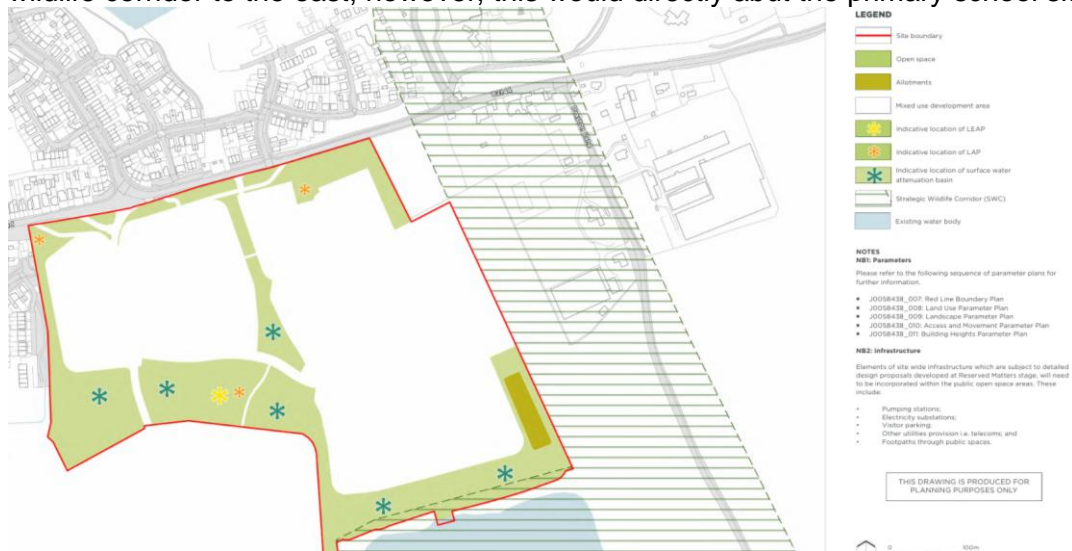 wildlife corridor to the east, however, this would directly abut the primary school
LEGEND
Site boundary
Open space
Allotments
Mixed use development area
Indicative location of LEAP
Indicative location of LAP
Indicative location of surface water
attenuation basin
Strategic Wildlife Corridor (SWC)
Existing water body
NOTES
NB1: Parameters
Please refer to the following sequence of parameter plans for
further information.
J0058438_007: Red Line Boundary Plan
J0058438_008: Land Use Parameter Plan
J0058438_009: Landscape Parameter Plan
J0058438_010: Access and Movement Parameter Plan
J0058438_011: Building Heights Parameter Plan
NB2: Infrastructure
Elements of site wide infrastructure which are subject to detailed
design proposals developed at Reserved Matters stage, will need
to be incorporated within the public open space areas. These
include:
Pumping stations;
Electricity substations;
Visitor parking;
Other utilities provision i.e. telecoms; and
Footpaths through public spaces.
THIS DRAWING IS PRODUCED FOR
PLANNING PURPOSES ONLY
0 100m